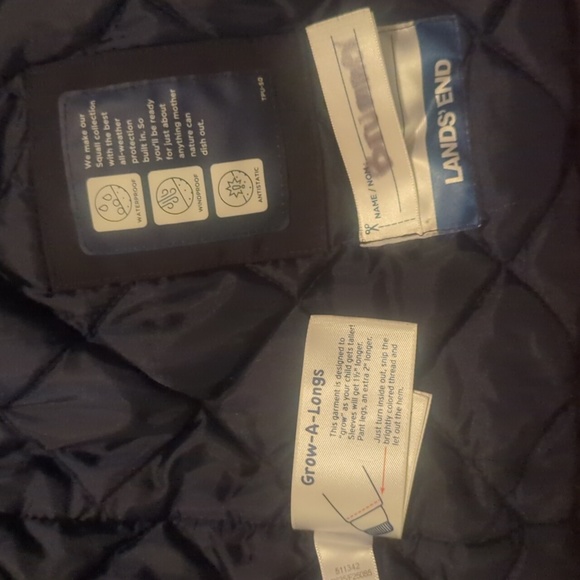 We make our
Squall collection
with the best
all-weather
protection
built in. So
you'll be ready
for just about
anything mother
nature can
dish out.
WATERPROOF
WINDPROOF
ANTISTATIC
TPU-50
NAME / NOM
LANDS' END
Grow-A-Longs
This garment is designed to
"grow" as your child gets taller!
Sleeves will get 1½" longer,
Pant legs, an extra 2" longer.
Just turn inside out, snip the
brightly colored thread and
let out the hem.
511342